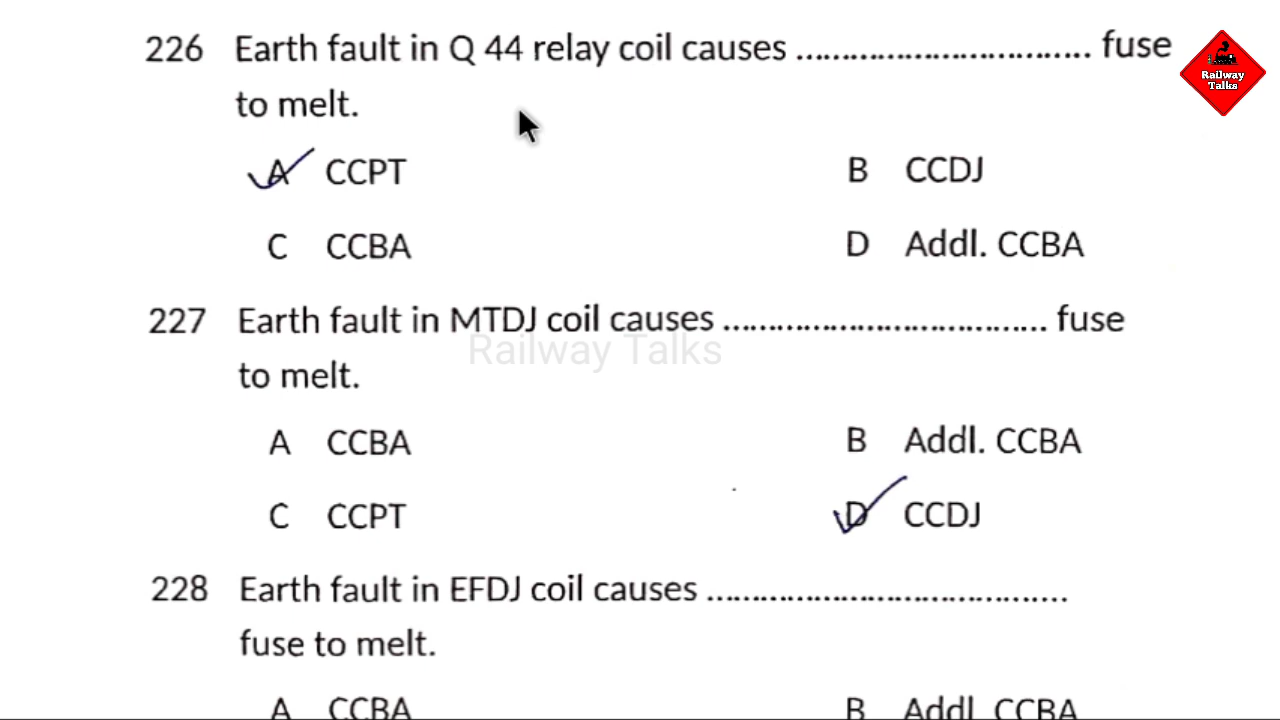 226 Earth fault in Q 44 relay coil causes ................................ fuse
to melt.
Railway
Talks
A CCPT
B CCDJ
C CCBA
D Addl. CCBA
227 Earth fault in MTDJ coil causes ................................... fuse
to melt.
Railway Talks
A CCBA
B Addl. CCBA
C CCPT
D CCDJ
228 Earth fault in EFDJ coil causes .......................................
fuse to melt.
A CCBA
B Addl. CCBA